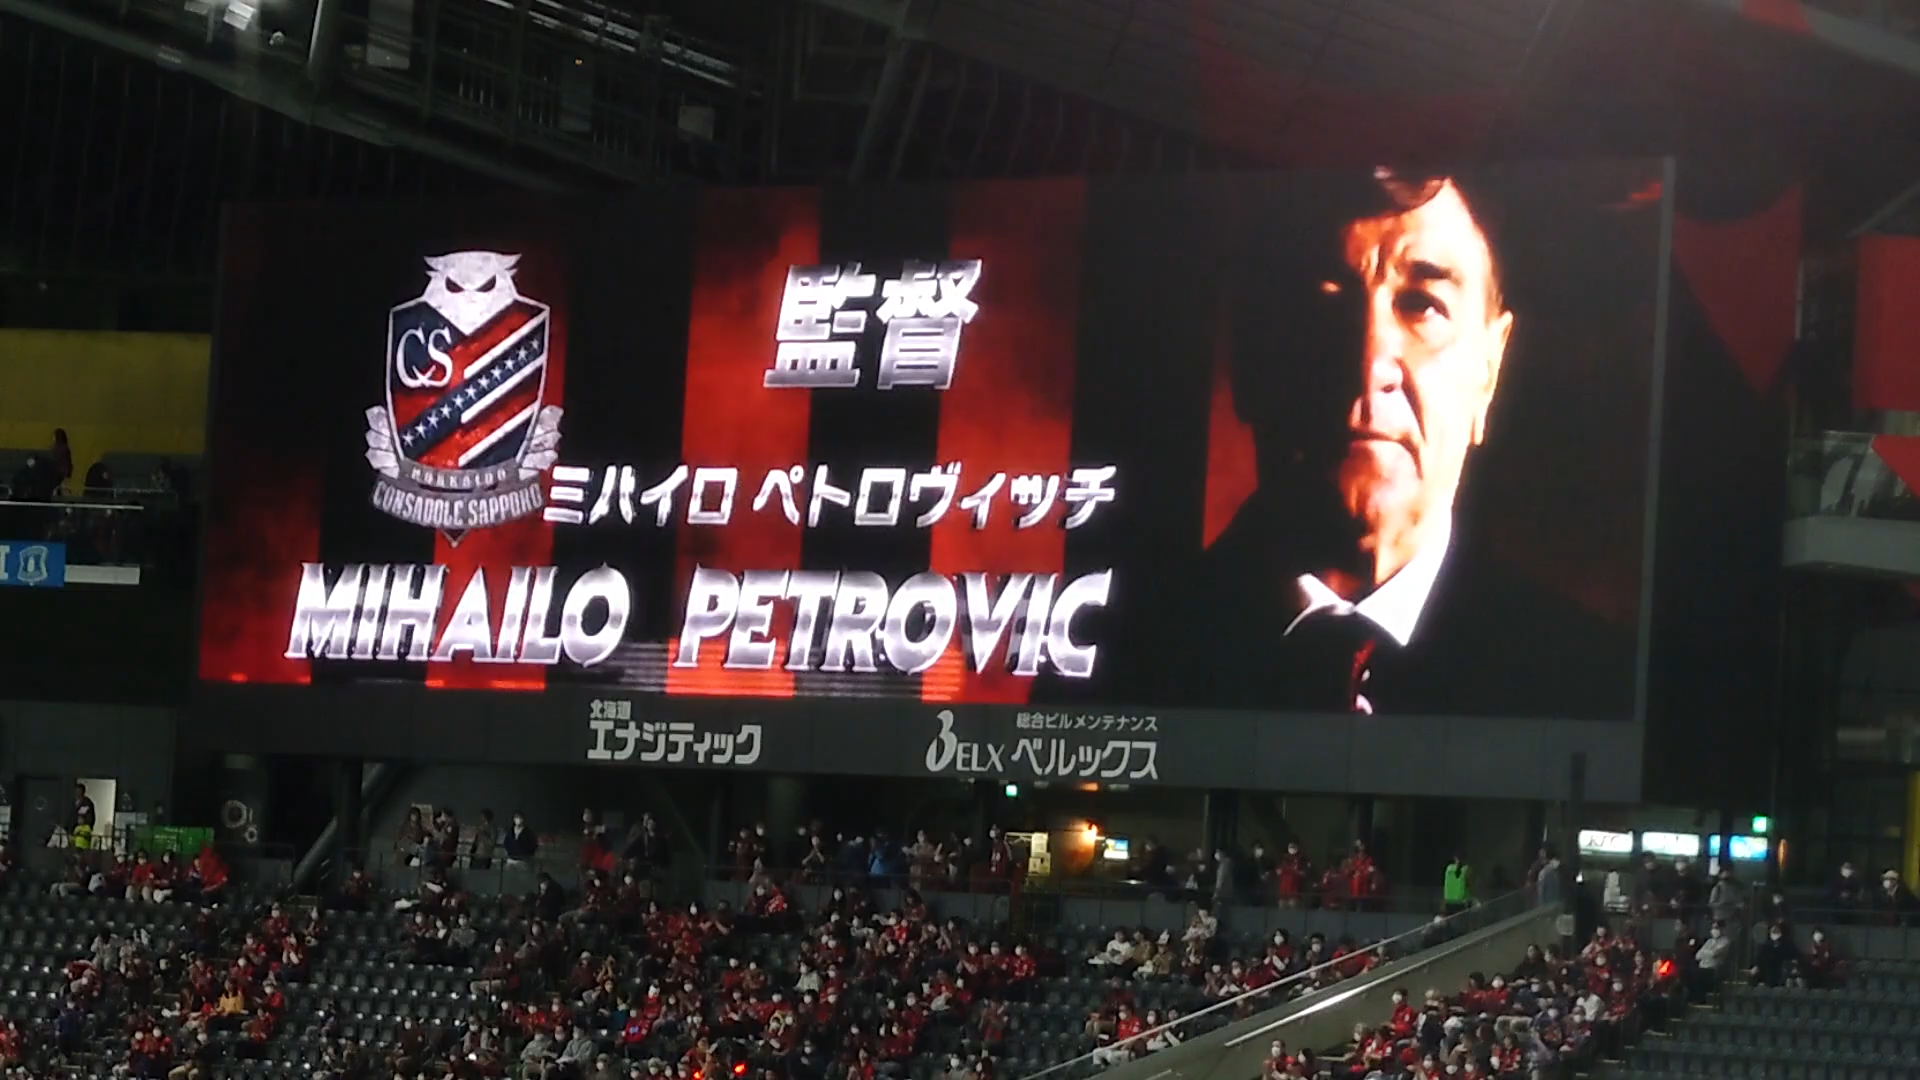 監督
CS
HOKKAIDO
CONSADOLE SAPPORO
ミハイロ ペトロヴィッチ
MIHAILO PETROVIC
北海道
エナジティック
総合ビルメンテナンス
BELX ベルックス